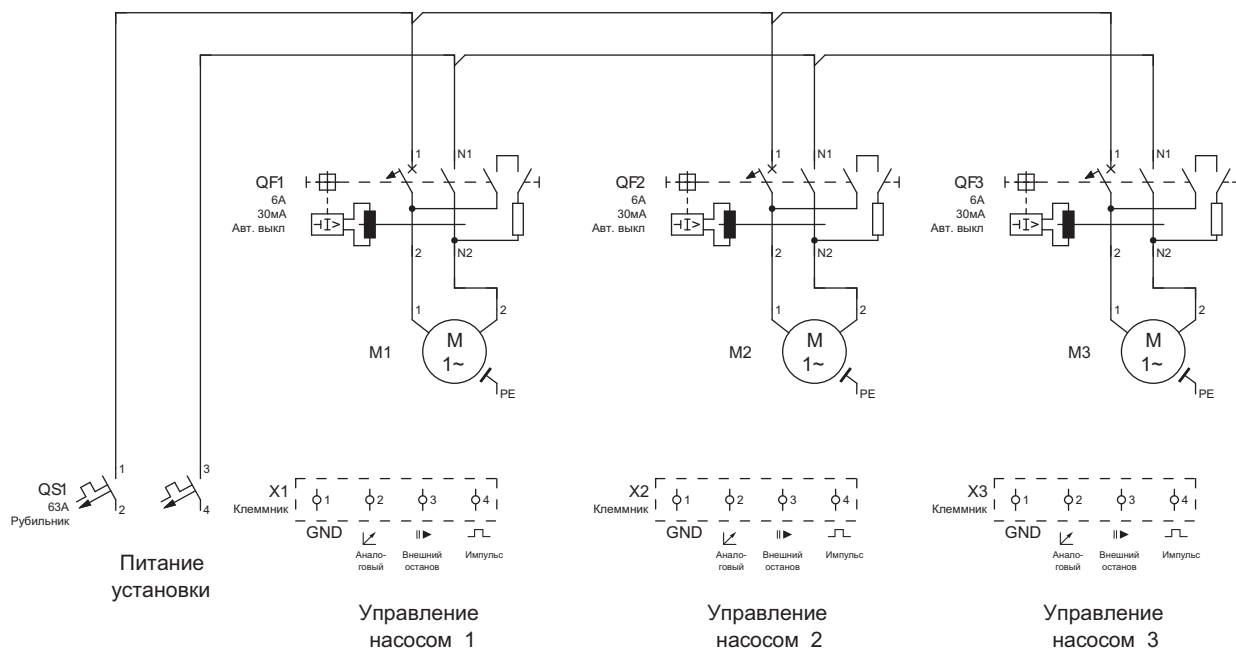 1
N1
QF1
6A
30мА
Авт. выкл
I>
2
N2
1
2
M1
M
1~
PE
1
N1
QF2
6A
30мА
Авт. выкл
I>
2
N2
1
2
M2
M
1~
PE
1
N1
QF3
6A
30мА
Авт. выкл
I>
2
N2
1
2
M3
M
1~
PE
1
3
QS1
63A
Рубильник
2
4
Питание
установки
X1
Клеммник
1
2
3
4
GND
Анало-
говый
Внешний
останов
Импульс
Управление
насосом 1
X2
Клеммник
1
2
3
4
GND
Анало-
говый
Внешний
останов
Импульс
Управление
насосом 2
X3
Клеммник
1
2
3
4
GND
Анало-
говый
Внешний
останов
Импульс
Управление
насосом 3